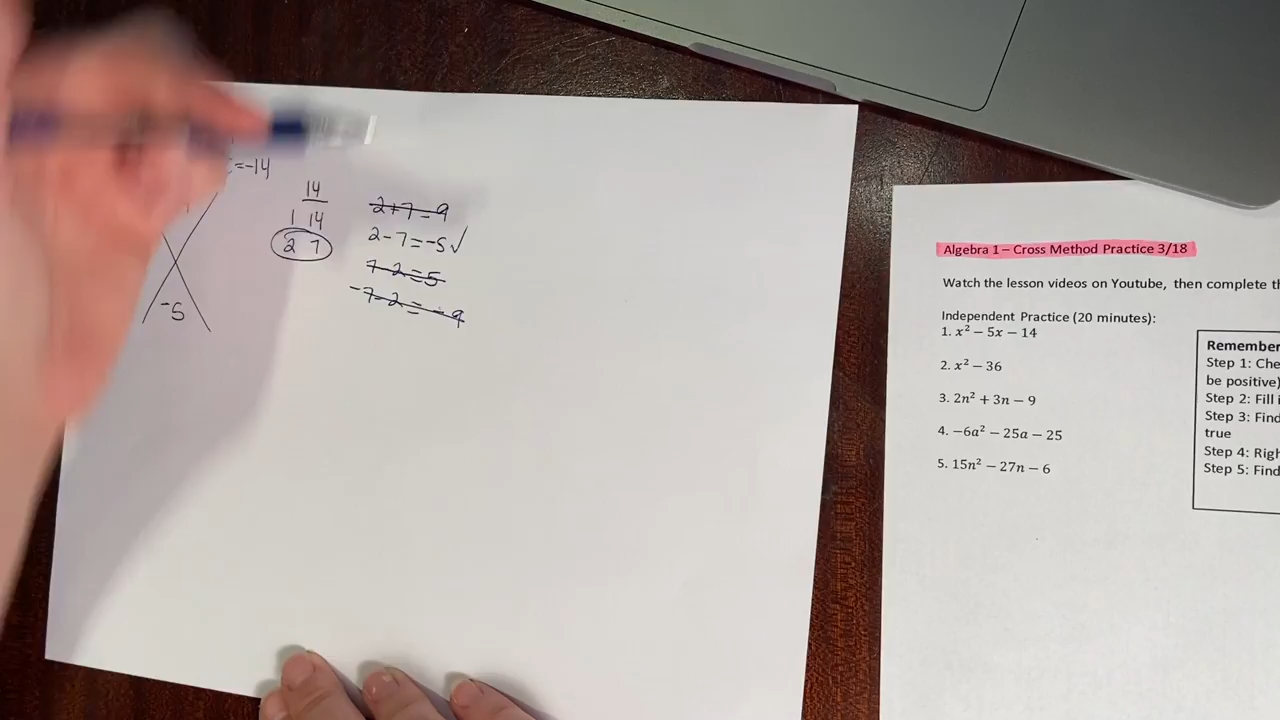 =-14
14
1 14
2 7
-5
2+7=9
2-7=-5✓
7-2=5
-7-2=-9
Algebra 1 – Cross Method Practice 3/18
Watch the lesson videos on Youtube, then complete
Independent Practice (20 minutes):
1. x² − 5x − 14
2. x² − 36
3. 2n² + 3n − 9
4. −6a² − 25a − 25
5. 15n² − 27n − 6
Remember
Step 1:
be positive)
Step 2: Fill
Step 3: Find
true
Step 4:
Step 5: Find